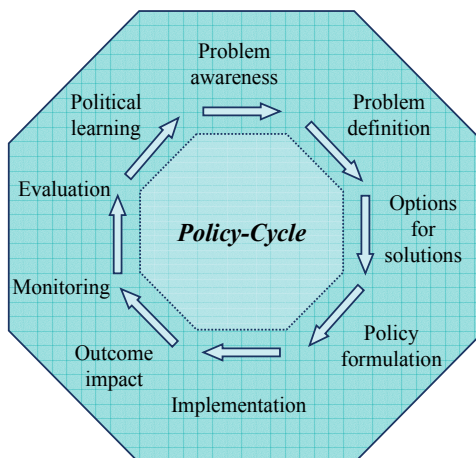 Problem
awareness
Problem
definition
Options
for
solutions
Policy
formulation
Implementation
Outcome
impact
Monitoring
Evaluation
Political
learning
Policy-Cycle